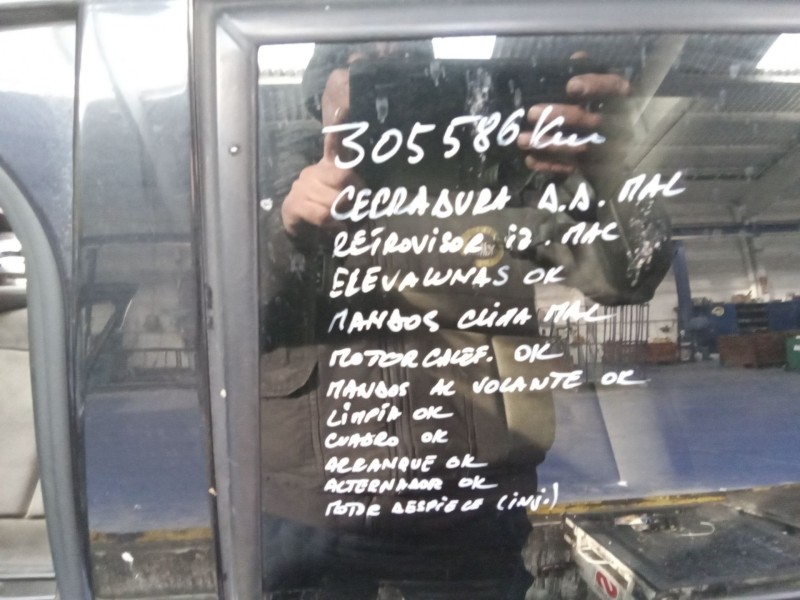 305586 Km
CERRADURA D.D. MAL
RETROVISOR iZ. MAL
ELEVALUNAS OK
MANDOS CLIMA MAL
MOTOR CALEF. OK
MANDOS AL VOLANTE OK
LIMPIA OK
CUADRO OK
ARRANQUE OK
ALTERNADOR OK
MOTOR DESPIECE (inj.)